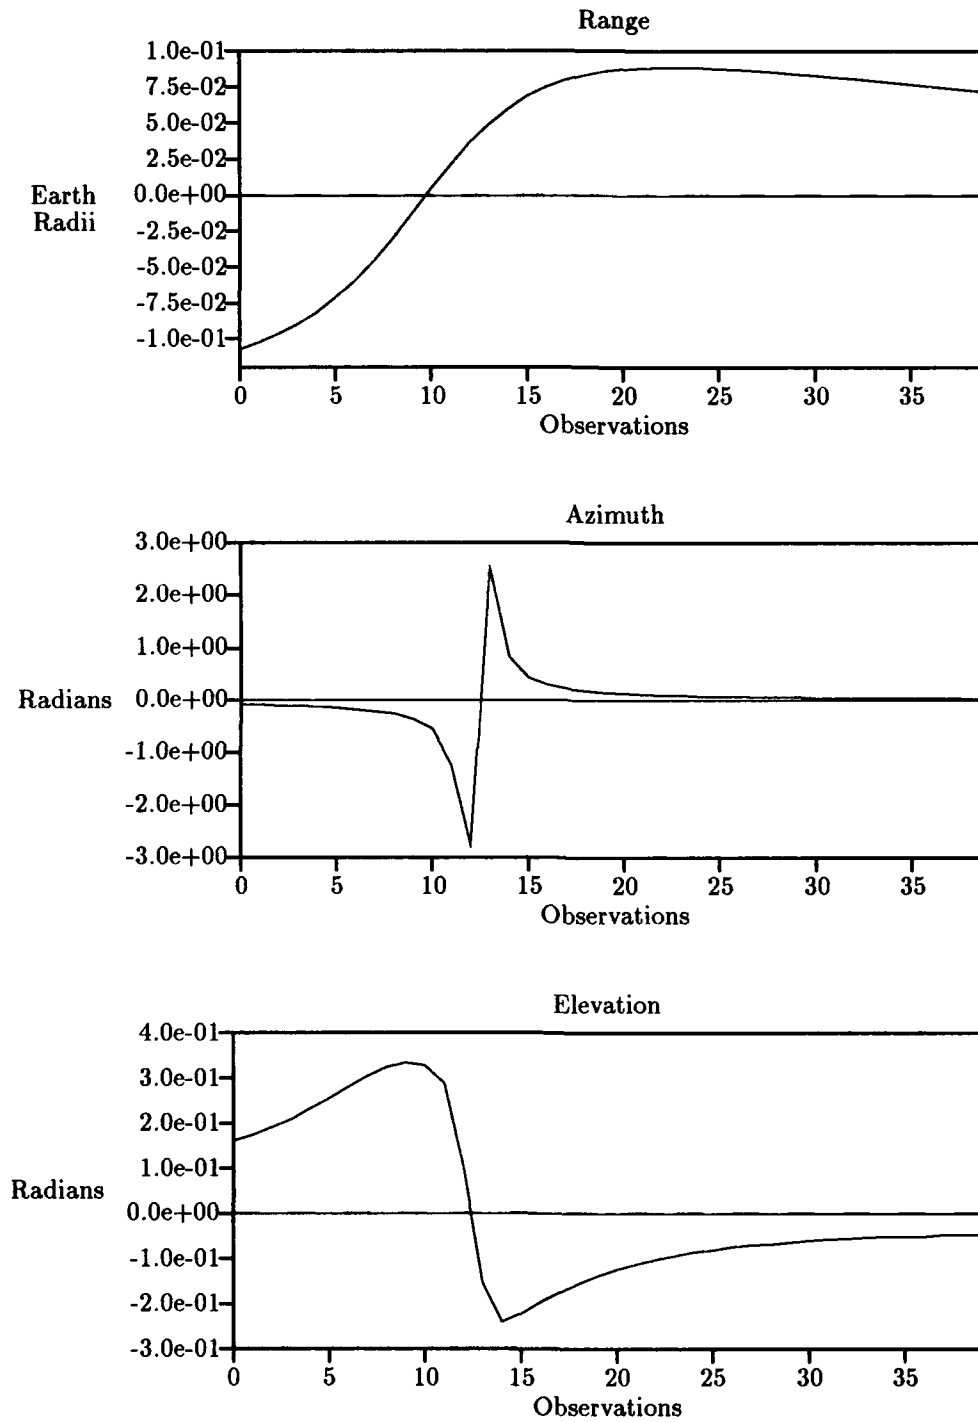 Range
1.0e-01
7.5e-02
5.0e-02
2.5e-02
0.0e+00
-2.5e-02
-5.0e-02
-7.5e-02
-1.0e-01
Earth
Radii
0 5 10 15 20 25 30 35
Observations
Azimuth
3.0e+00
2.0e+00
1.0e+00
0.0e+00
-1.0e+00
-2.0e+00
-3.0e+00
Radians
0 5 10 15 20 25 30 35
Observations
Elevation
4.0e-01
3.0e-01
2.0e-01
1.0e-01
0.0e+00
-1.0e-01
-2.0e-01
-3.0e-01
Radians
0 5 10 15 20 25 30 35
Observations